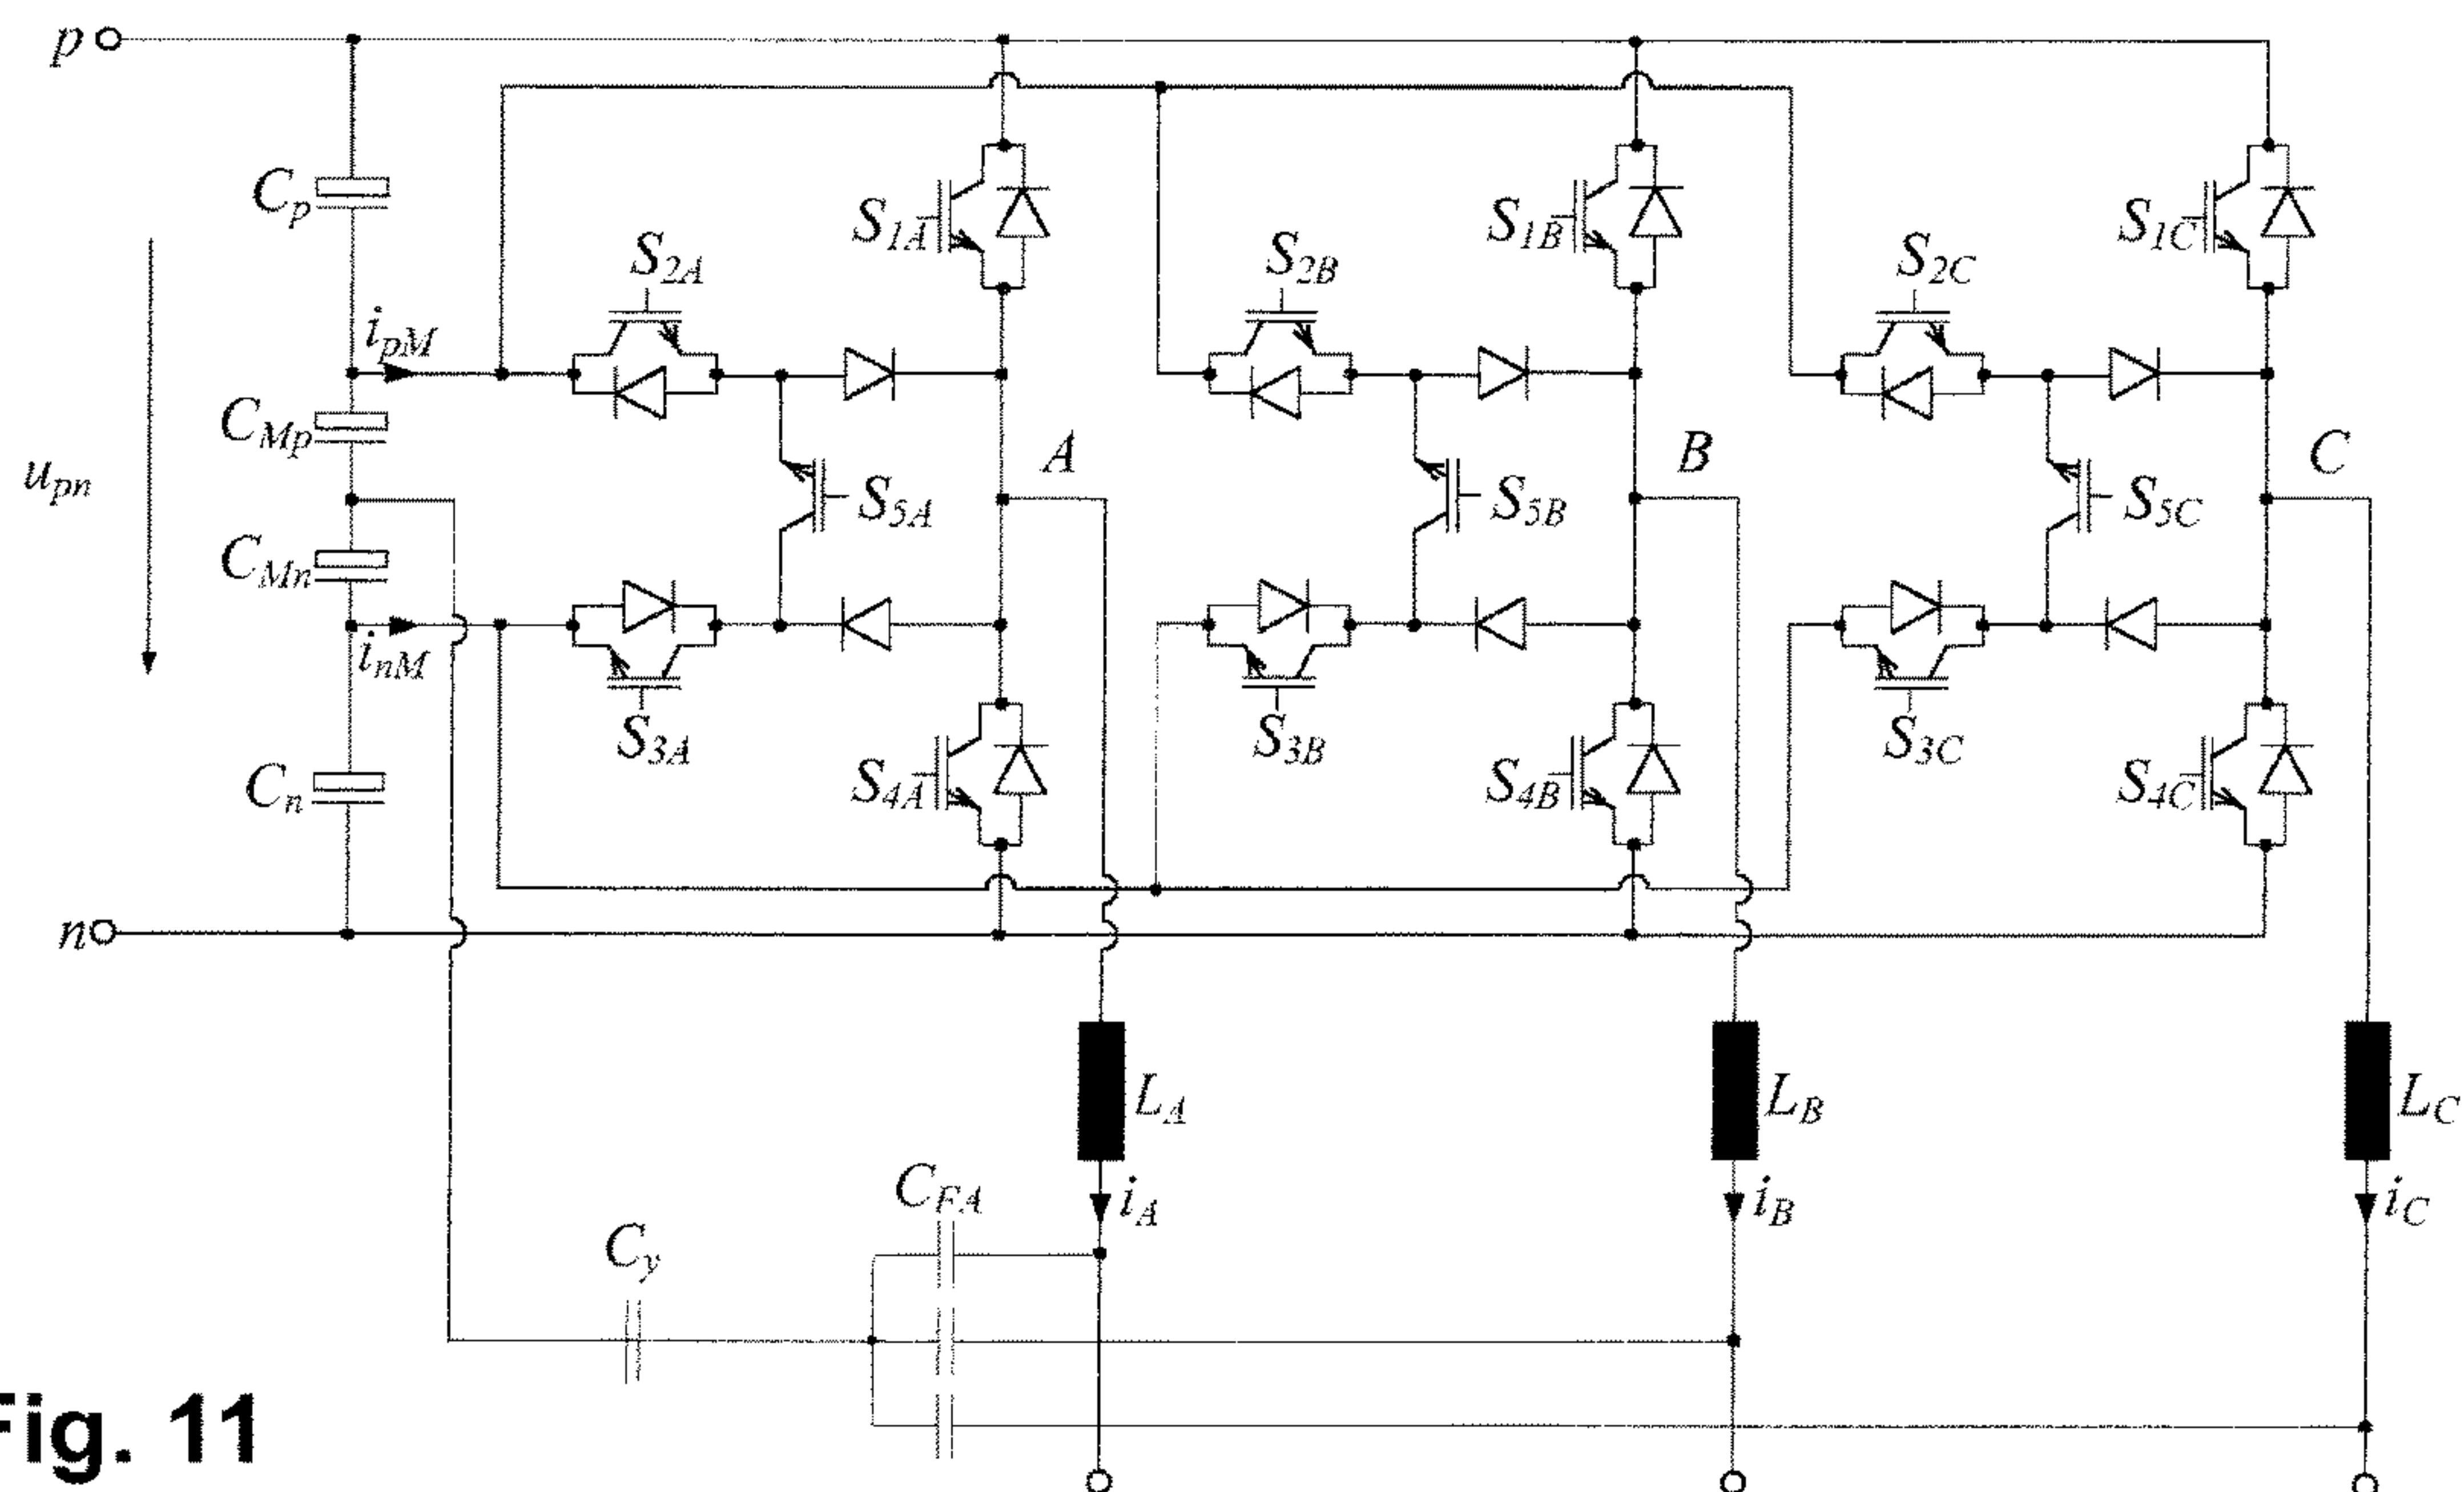 p
C_p
S_1A
S_1B
S_1C
S_2A
S_2B
S_2C
i_pM
C_Mp
A
B
C
u_pn
S_5A
S_5B
S_5C
C_Mn
i_nM
S_3A
S_3B
S_3C
C_n
S_4A
S_4B
S_4C
n
L_A
L_B
L_C
C_FA
i_A
i_B
i_C
C_y
Fig. 11